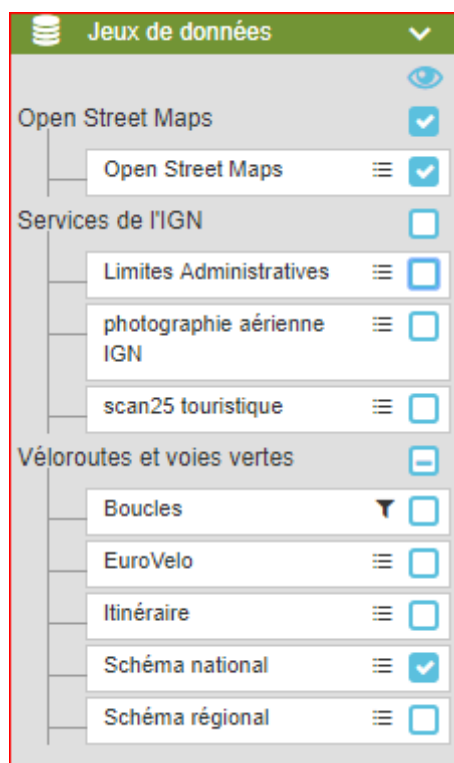 Jeux de données
Open Street Maps
Open Street Maps
Services de l'IGN
Limites Administratives
photographie aérienne
IGN
scan25 touristique
Véloroutes et voies vertes
Boucles
EuroVelo
Itinéraire
Schéma national
Schéma régional